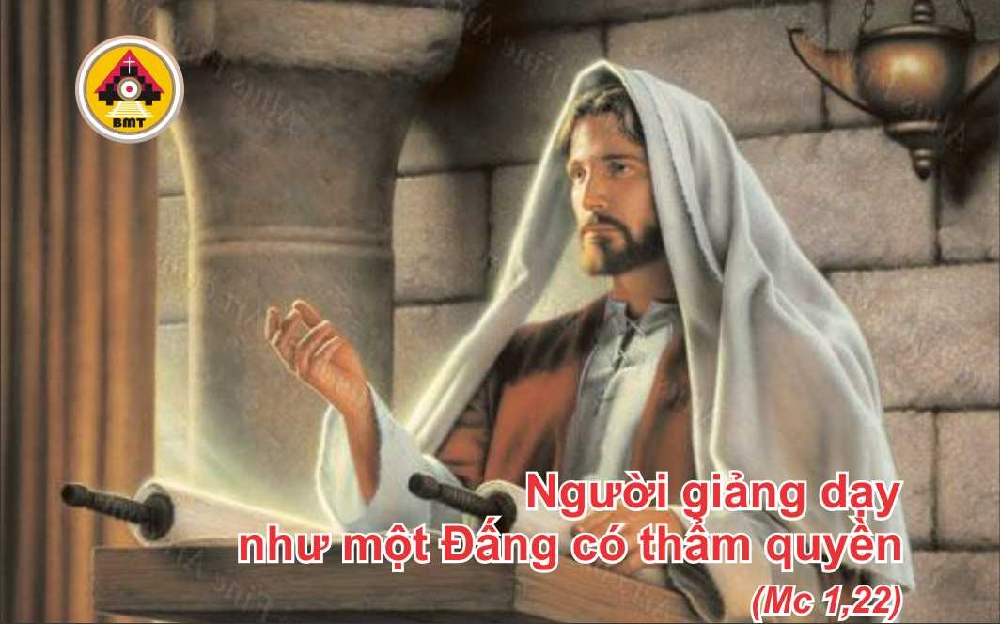 BMT
Người giảng dạy
như một Đấng có thẩm quyền
(Mc 1,22)